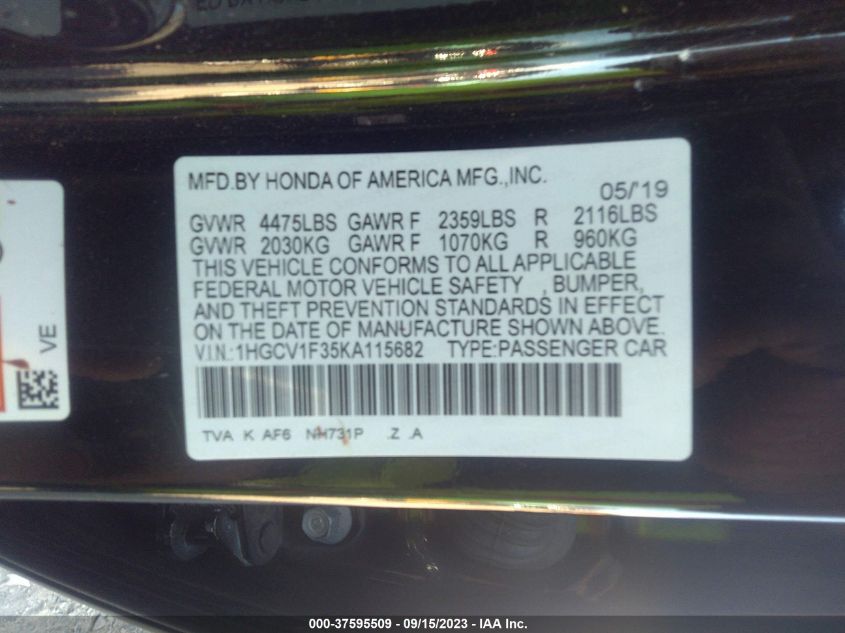 MFD.BY HONDA OF AMERICA MFG.,INC.
05/'19
GVWR 4475LBS GAWR F 2359LBS R 2116LBS
GVWR 2030KG GAWR F 1070KG R 960KG
THIS VEHICLE CONFORMS TO ALL APPLICABLE
FEDERAL MOTOR VEHICLE SAFETY , BUMPER,
AND THEFT PREVENTION STANDARDS IN EFFECT
ON THE DATE OF MANUFACTURE SHOWN ABOVE.
V.I.N.:1HGCV1F35KA115682 TYPE:PASSENGER CAR
TVA K AF6 NH731P .Z .A
VE
000-37595509 - 09/15/2023 - IAA Inc.